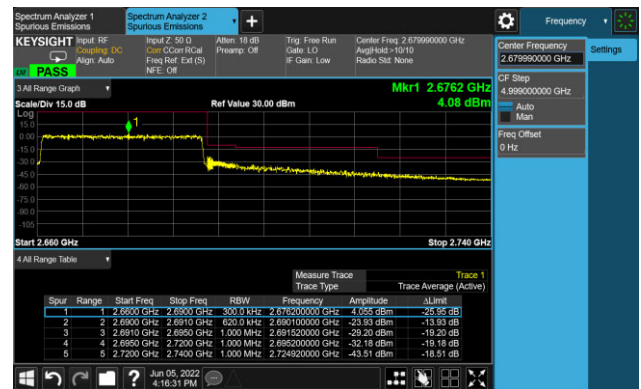 Spectrum Analyzer 1
Spurious Emissions
Spectrum Analyzer 2
Spurious Emissions
Frequency
KEYSIGHT
Input: RF
Coupling: DC
Align: Auto
Input Z: 50 Ω
Corr CCorr RCal
Freq Ref: Ext (S)
NFE: Off
Atten: 18 dB
Preamp: Off
Trig: Free Run
Gate: LO
IF Gain: Low
Center Freq: 2.679990000 GHz
Avg|Hold:>10/10
Radio Std: None
PASS
Center Frequency
2.679990000 GHz
Settings
CF Step
4.999000000 GHz
Auto
Man
Freq Offset
0 Hz
3 All Range Graph
Mkr1 2.6762 GHz
4.08 dBm
Scale/Div 15.0 dB
Ref Value 30.00 dBm
Log
15.0
0.00
-15.0
-30.0
-45.0
-60.0
-75.0
-90.0
-105
1
Start 2.660 GHz
Stop 2.740 GHz
4 All Range Table
Measure Trace Trace 1
Trace Type Trace Average (Active)
Spur Range Start Freq Stop Freq RBW Frequency Amplitude ΔLimit
1 1 2.6600 GHz 2.6900 GHz 300.0 kHz 2.676200000 GHz 4.055 dBm -25.95 dB
2 2 2.6900 GHz 2.6910 GHz 620.0 kHz 2.690100000 GHz -23.93 dBm -13.93 dB
3 3 2.6910 GHz 2.6950 GHz 1.000 MHz 2.691520000 GHz -29.20 dBm -19.20 dB
4 4 2.6950 GHz 2.7200 GHz 1.000 MHz 2.695200000 GHz -32.18 dBm -19.18 dB
5 5 2.7200 GHz 2.7400 GHz 1.000 MHz 2.724920000 GHz -43.51 dBm -18.51 dB
Jun 05, 2022
4:16:31 PM